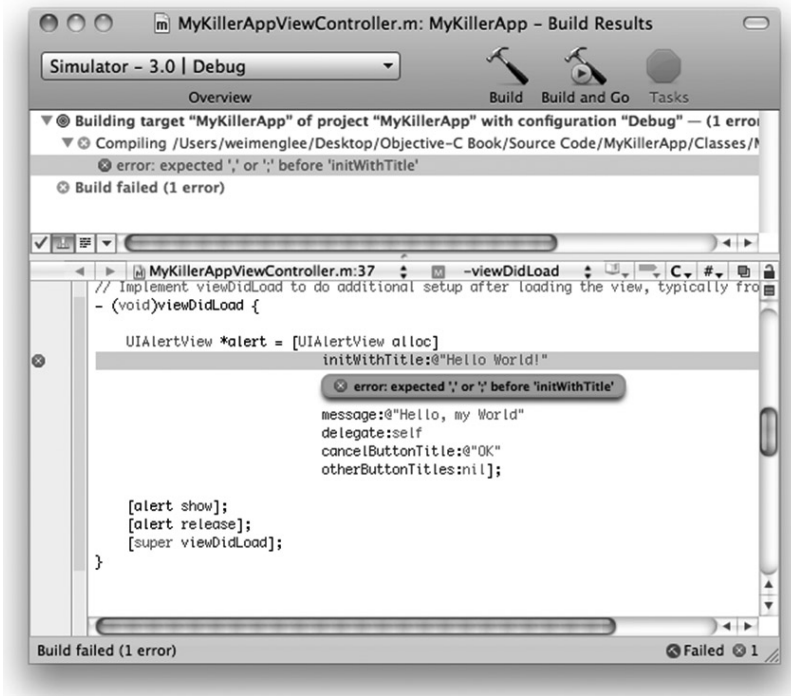 MyKillerAppViewController.m: MyKillerApp – Build Results
Simulator – 3.0 | Debug
Overview Build Build and Go Tasks
Building target “MyKillerApp” of project “MyKillerApp” with configuration “Debug” — (1 erro
Compiling /Users/weimenglee/Desktop/Objective-C Book/Source Code/MyKillerApp/Classes/
error: expected ',' or ';' before 'initWithTitle'
Build failed (1 error)
MyKillerAppViewController.m:37 M -viewDidLoad C #
// Implement viewDidLoad to do additional setup after loading the view, typically fro
- (void)viewDidLoad {
UIAlertView *alert = [UIAlertView alloc]
initWithTitle:@"Hello World!"
error: expected ',' or ';' before 'initWithTitle'
message:@"Hello, my World"
delegate:self
cancelButtonTitle:@"OK"
otherButtonTitles:nil];
[alert show];
[alert release];
[super viewDidLoad];
}
Build failed (1 error) Failed 1